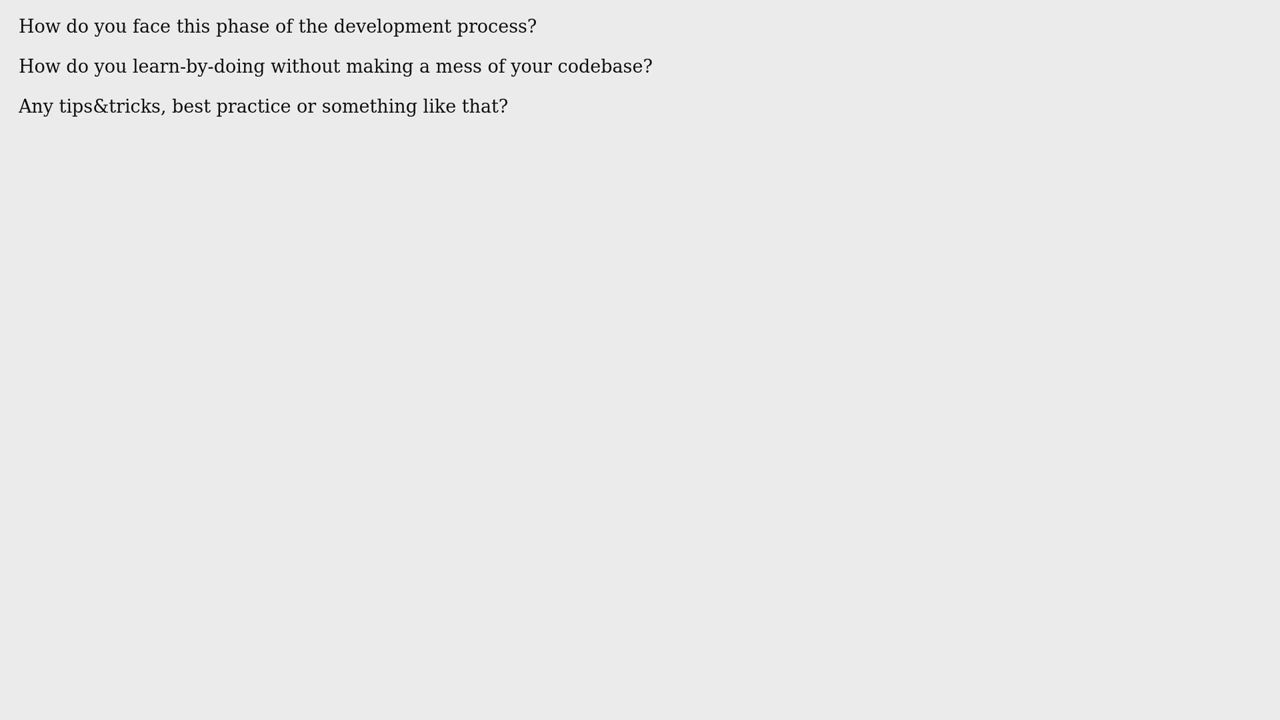 How do you face this phase of the development process?
How do you learn-by-doing without making a mess of your codebase?
Any tips&tricks, best practice or something like that?